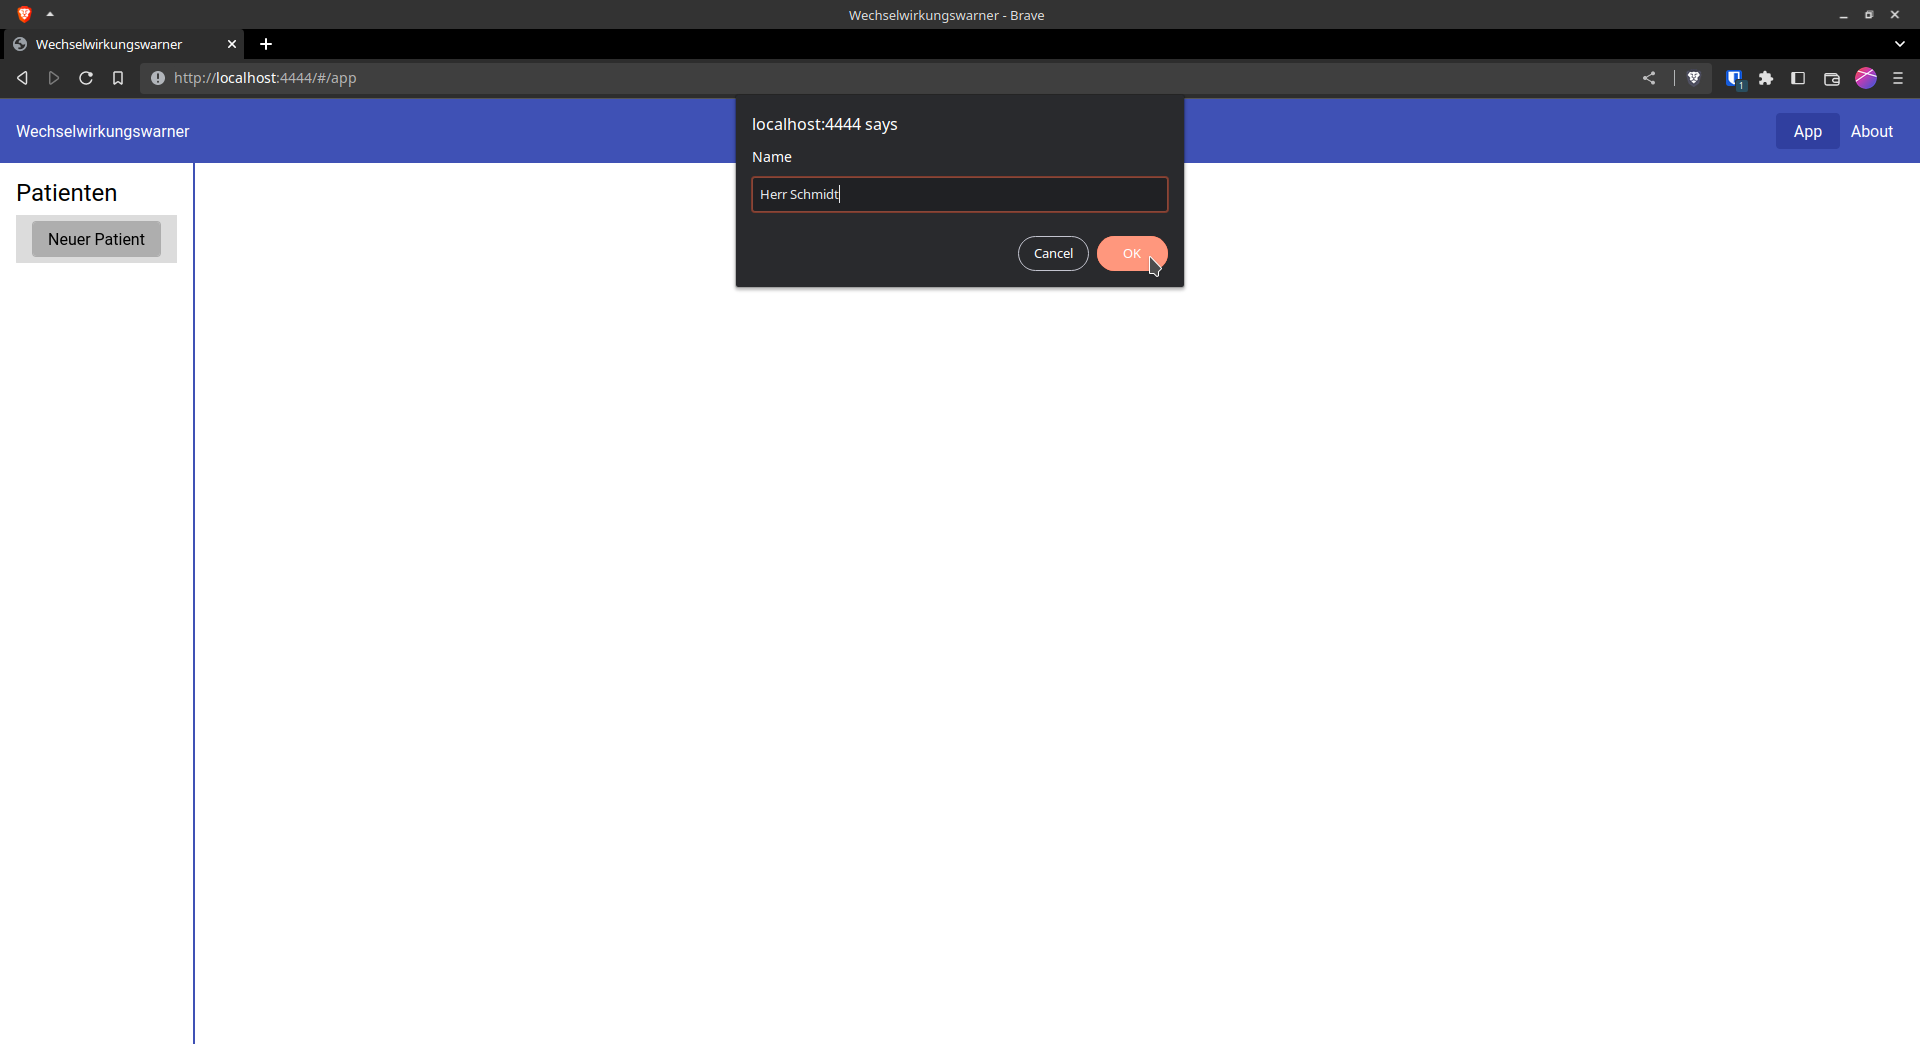 Wechselwirkungswarner - Brave
Wechselwirkungswarner
http://localhost:4444/#/app
1
Wechselwirkungswarner
App
About
localhost:4444 says
Name
Herr Schmidt
Cancel
OK
Patienten
Neuer Patient